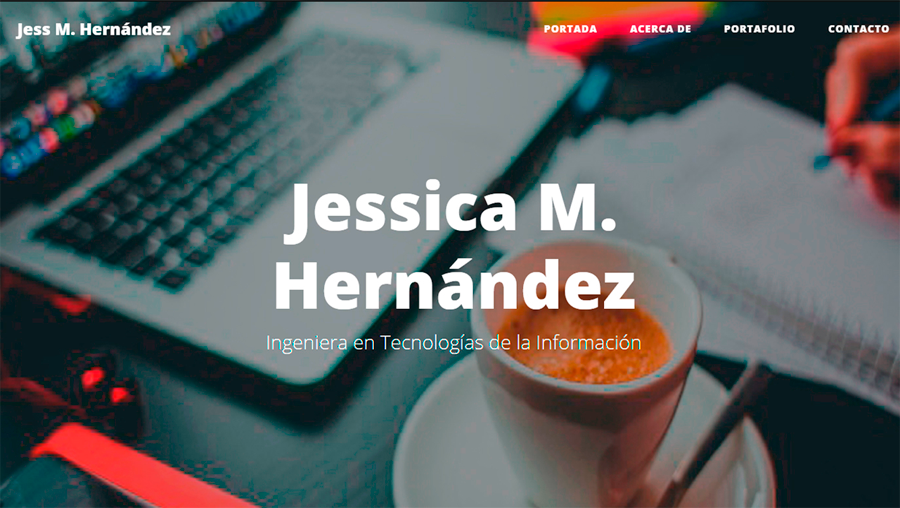 Jess M. Hernández
PORTADA ACERCA DE PORTAFOLIO CONTACTO
Jessica M.
Hernández
Ingeniera en Tecnologías de la Información